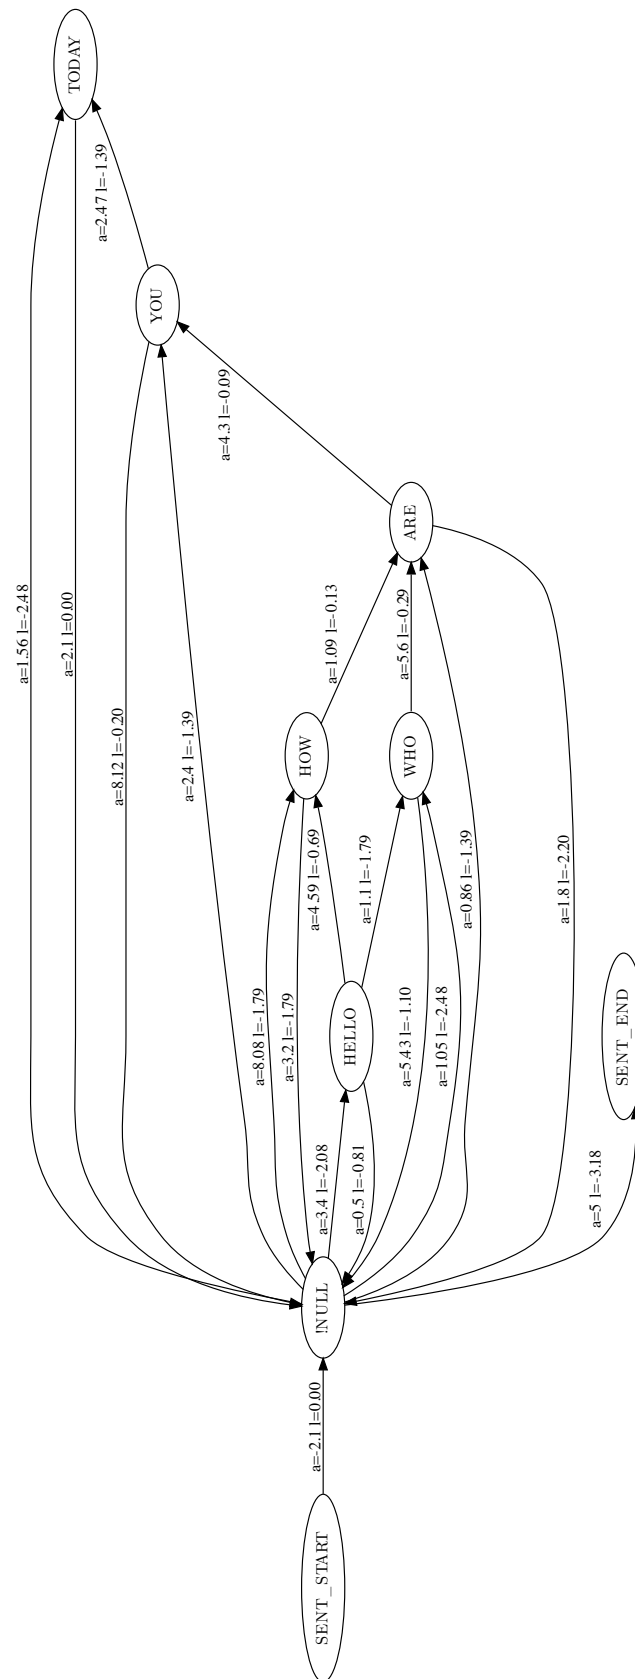 TODAY
a=2.47 l=-1.39
YOU
a=4.3 l=-0.09
a=1.56 l=-2.48
a=2.1 l=0.00
a=8.12 l=-0.20
a=2.4 l=-1.39
ARE
a=1.09 l=-0.13
a=5.6 l=-0.29
HOW
WHO
a=4.59 l=-0.69
a=1.1 l=-1.79
a=0.86 l=-1.39
a=1.8 l=-2.20
a=8.08 l=-1.79
a=3.2 l=-1.79
HELLO
a=5.43 l=-1.10
a=1.05 l=-2.48
SENT_END
a=3.4 l=-2.08
a=0.5 l=-0.81
a=5 l=-3.18
!NULL
a=-2.1 l=0.00
SENT_START